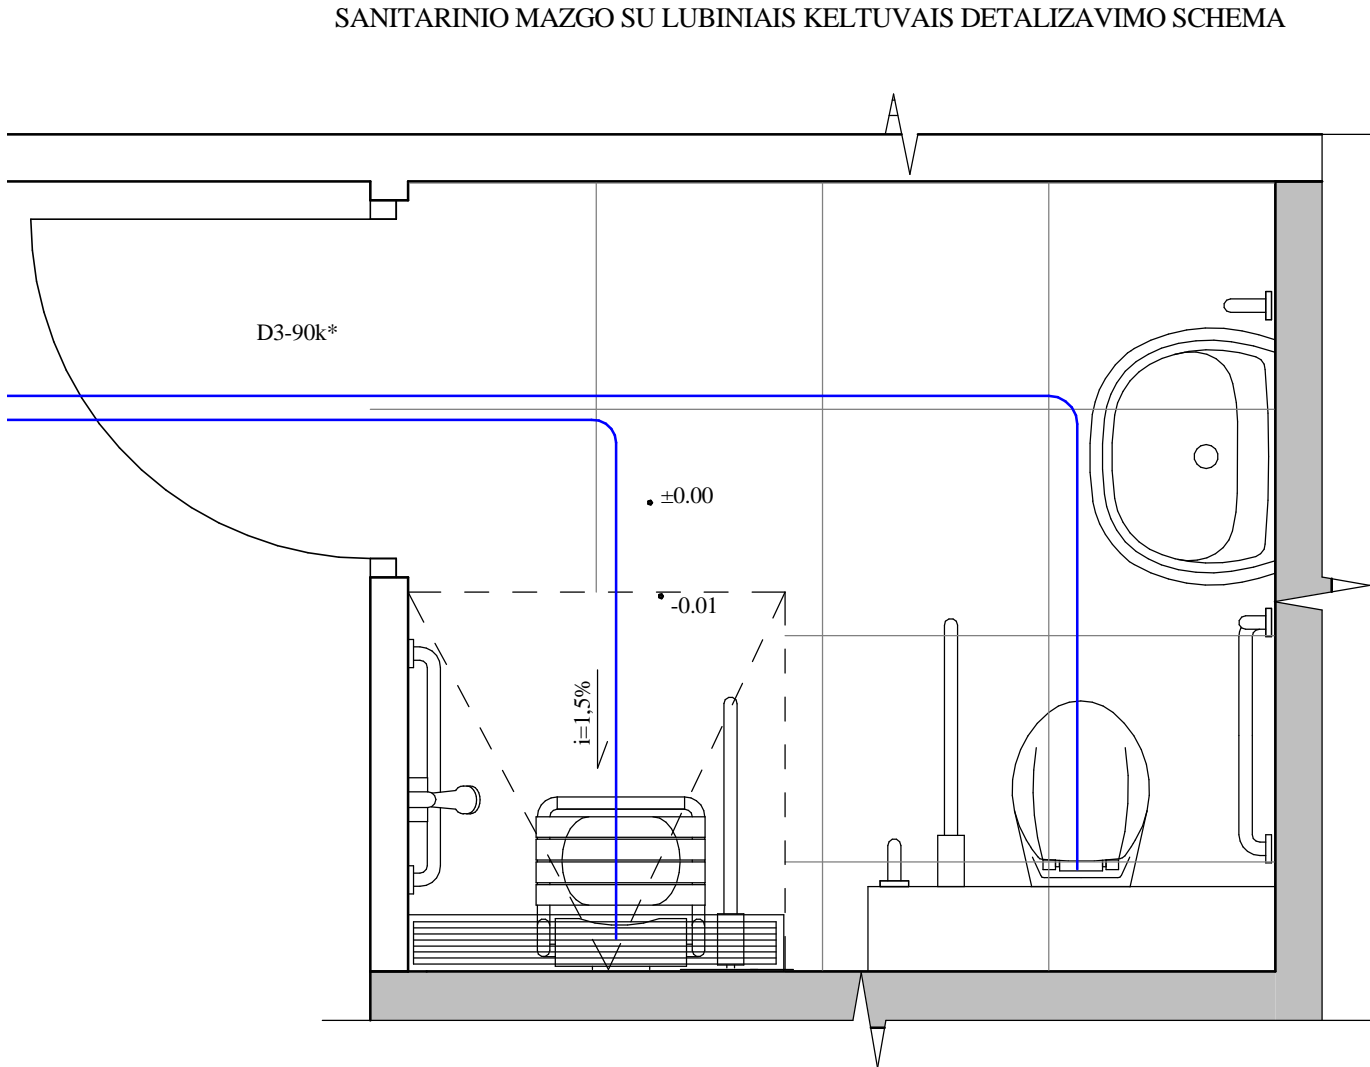 SANITARINIO MAZGO SU LUBINIAIS KELTUVAIS DETALIZAVIMO SCHEMA
D3-90k*
±0.00
-0.01
i=1,5%